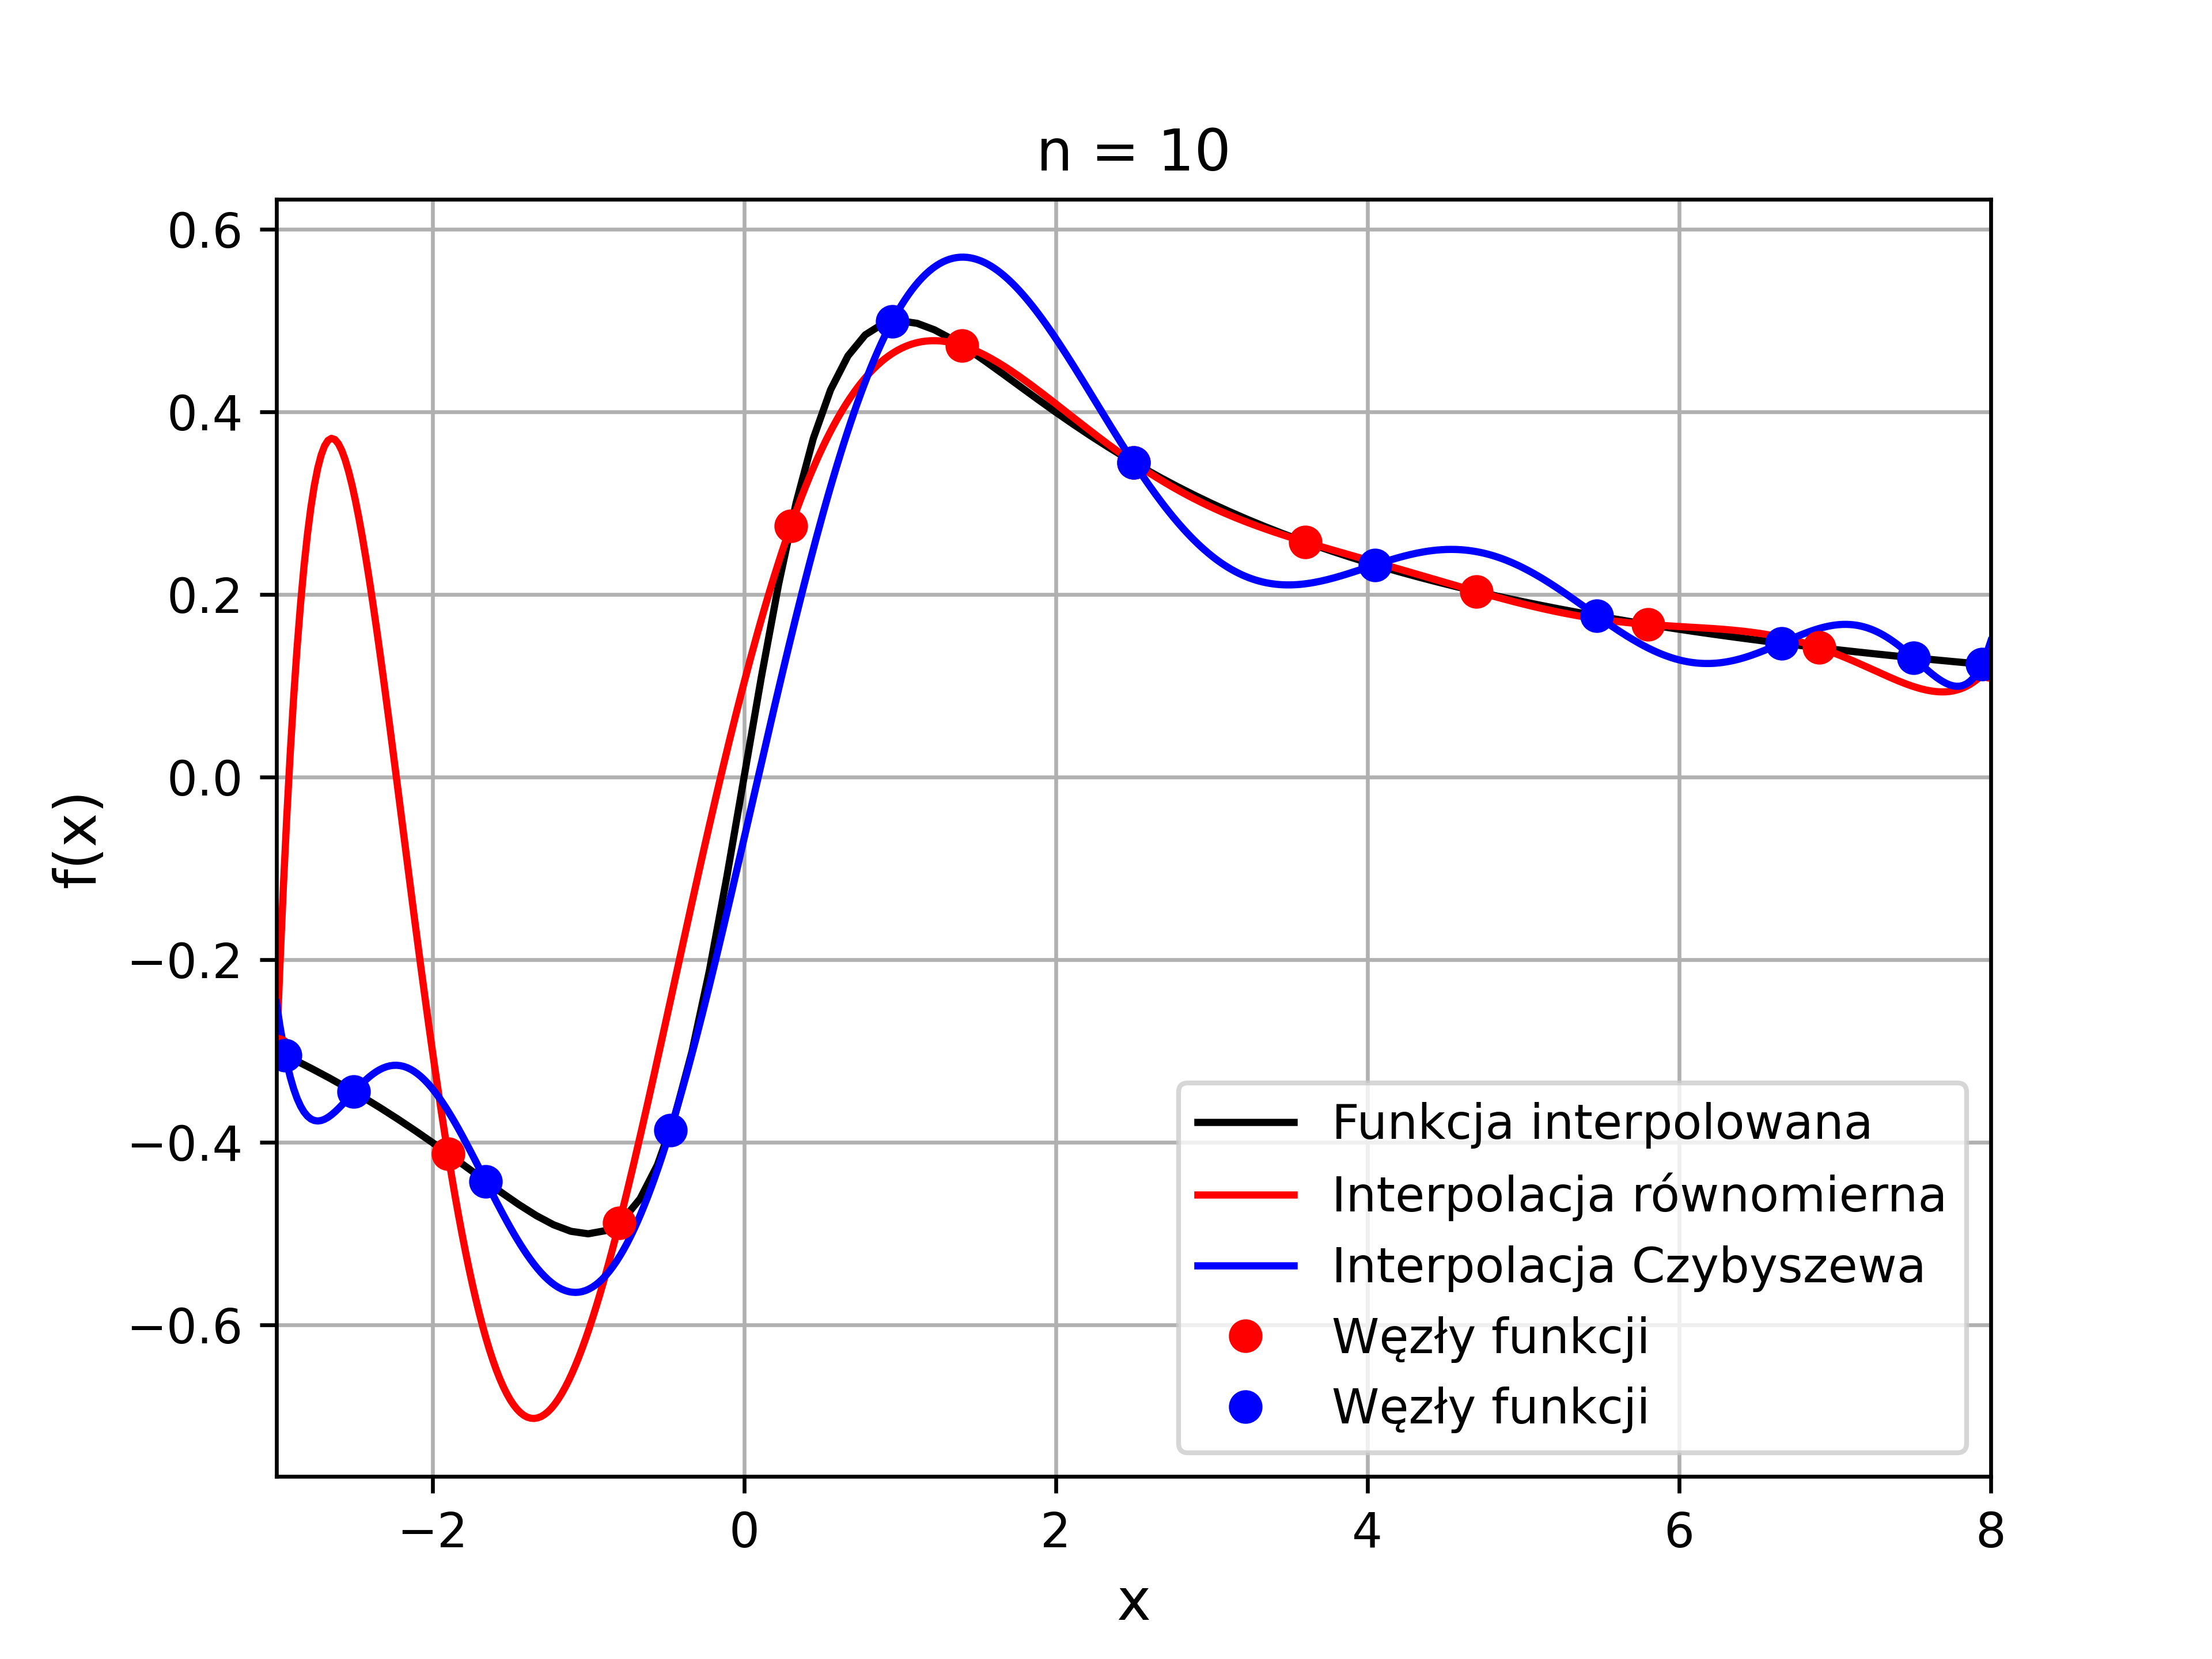 n = 10
0.6
0.4
0.2
0.0
−0.2
−0.4
−0.6
f(x)
Funkcja interpolowana
Interpolacja równomierna
Interpolacja Czybyszewa
Węzły funkcji
Węzły funkcji
−2
0
2
4
6
8
x